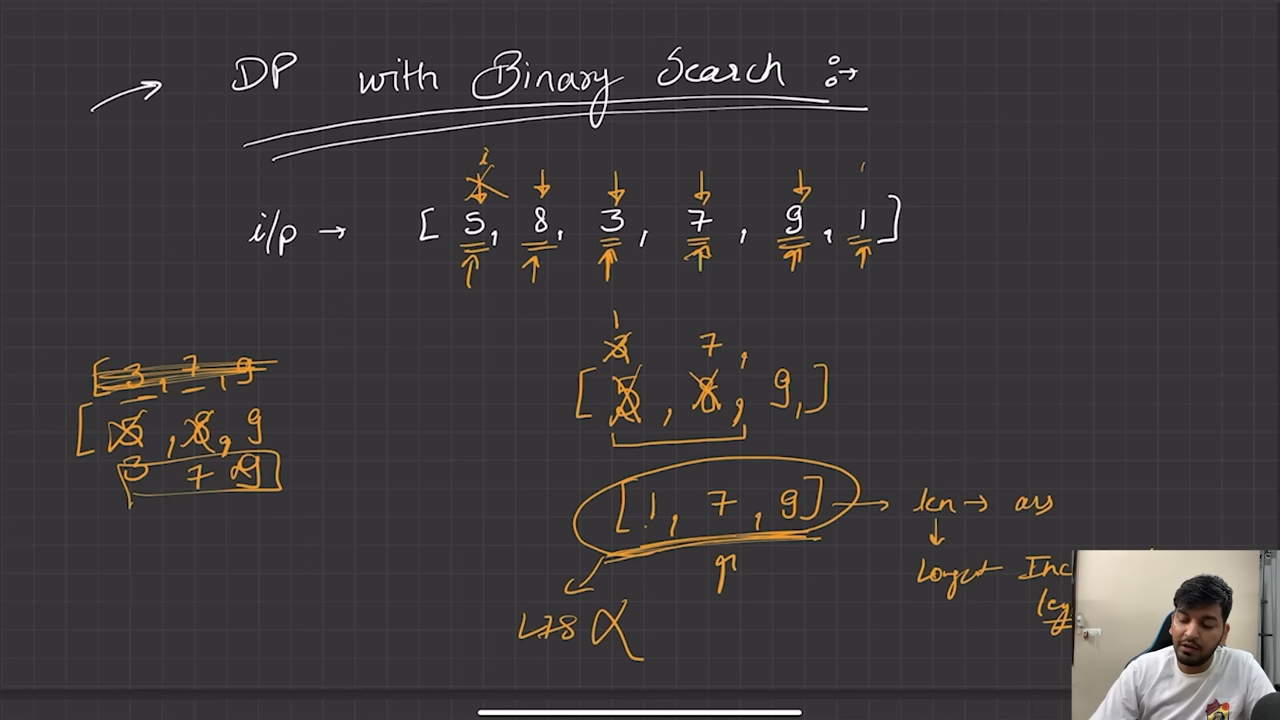 → DP with Binary Search :→
i
i/p → [ 5, 8, 3, 7, 9, 1 ]
1
3 7 ,
[ 5, 8, 9, ]
[ 3, 7, 9
[ 5, 8, 9
3 7 9
[ 1, 7, 9 ] → len → ans
Longest Inc
LIS